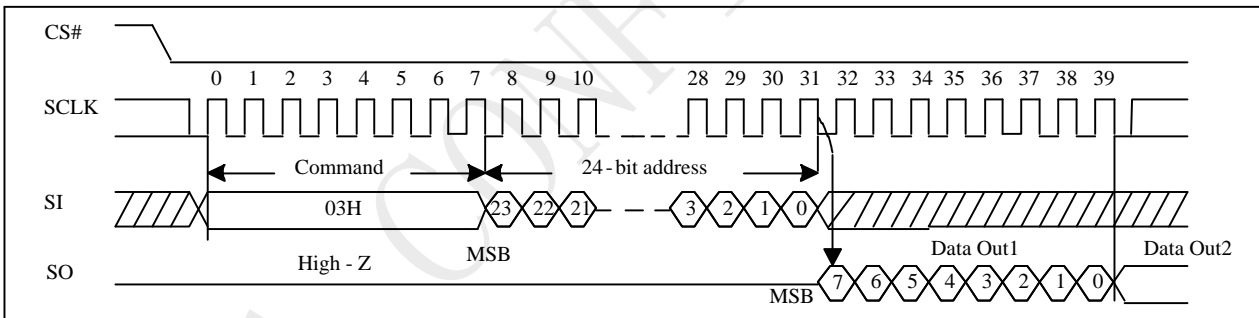 CS#
0 1 2 3 4 5 6 7 8 9 10 28 29 30 31 32 33 34 35 36 37 38 39
SCLK
Command 24-bit address
SI 03H 23 22 21 3 2 1 0
MSB Data Out1 Data Out2
High - Z
SO 7 6 5 4 3 2 1 0
MSB